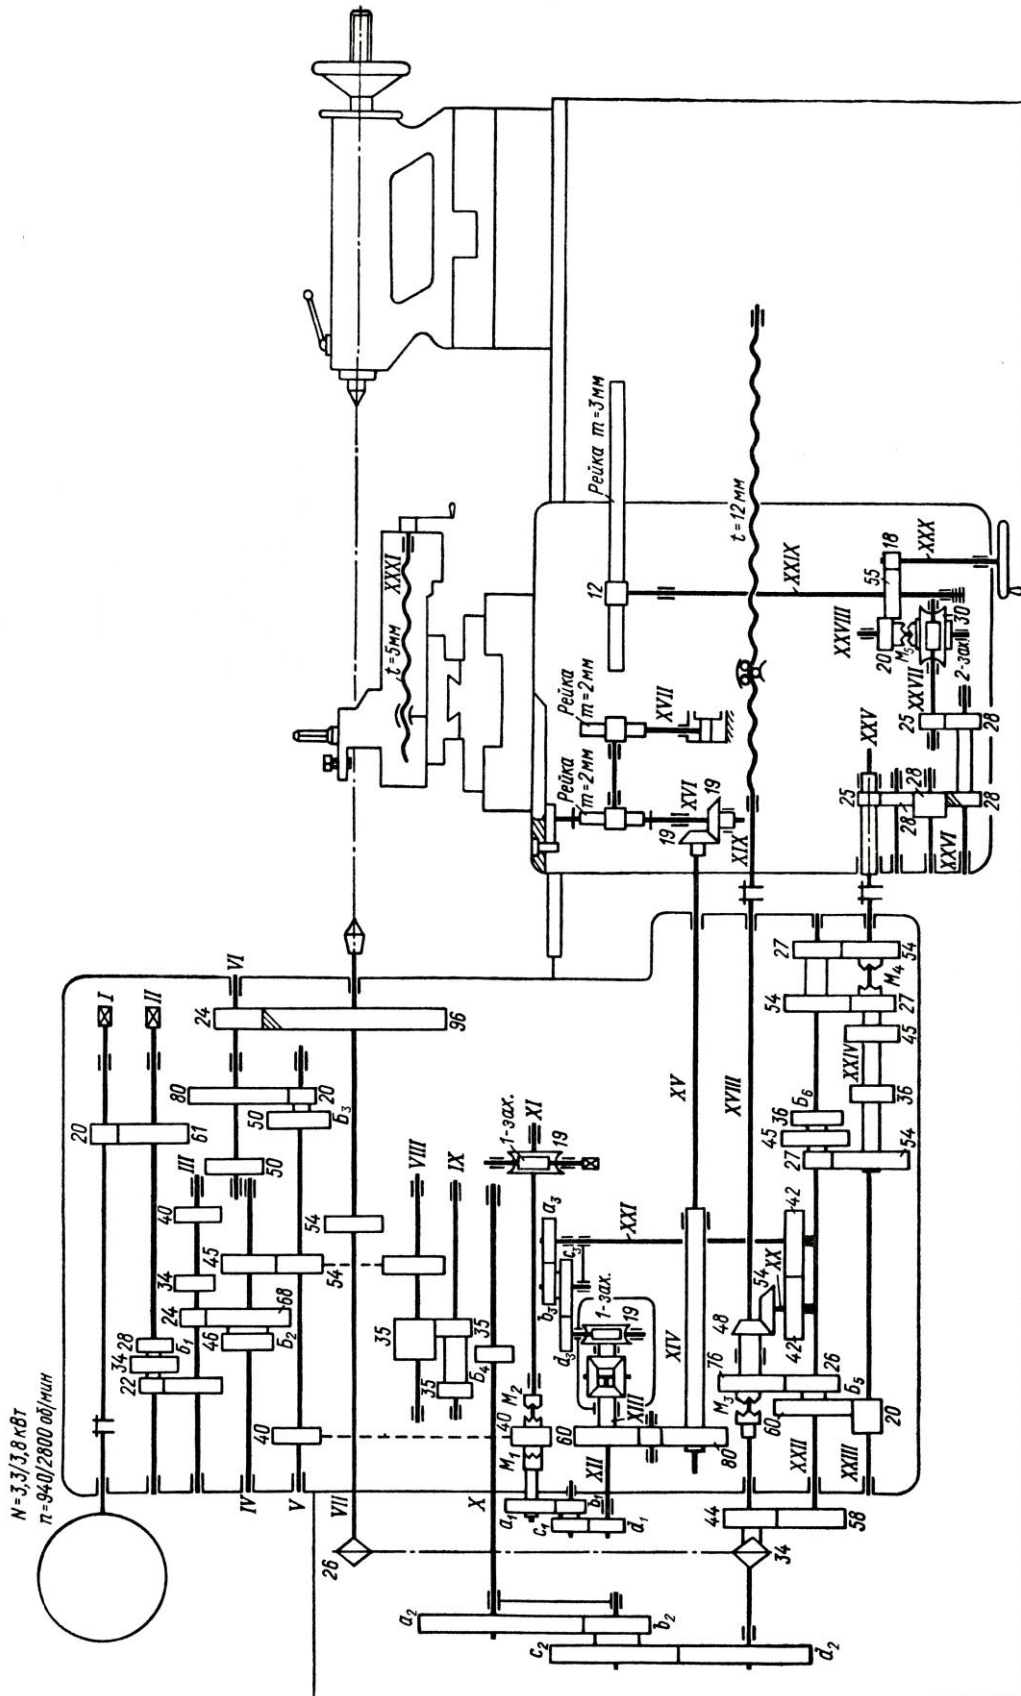 N=3,3/3,8 кВт
n=940/2800 об/мин
I
20
61
II
III
40
34
24
28
34
22
Б₁
VI
24
96
80
50
20
50
Б₃
45
54
68
46
Б₂
40
IV
V
VII
26
54
VIII
35
IX
35
35
Б₄
X
1-зах.
XI
19
M₂
40
M₁
a₁
b₁
c₁
d₁
XII
XIII
60
80
a₂
b₂
c₂
d₂
a₃
b₃
c₃
d₃
XXI
1-зах.
19
XIV
XV
XVI
19
19
XVII
Рейка
m=2мм
Рейка
m=2мм
Рейка m=3мм
12
t=5мм
XXXI
t=12мм
XVIII
XIX
48
54
XX
42
42
76
M₃
60
26
Б₅
20
XXII
XXIII
44
58
34
27
54
54
27
M₄
45
XXIV
36
36
45
27
54
Б₆
XXV
25
28
28
28
XXVI
25
28
XXVII
2-зах.
30
M₅
20
XXVIII
55
18
XXIX
XXX